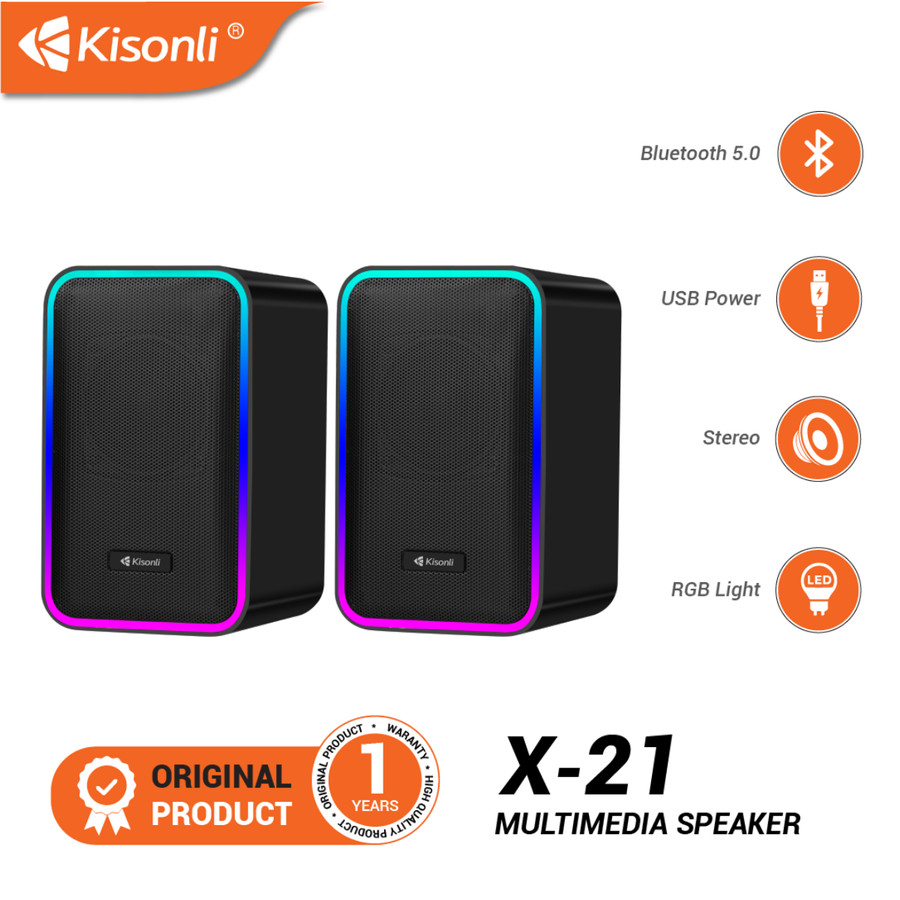 Kisonli ®
Bluetooth 5.0
USB Power
Stereo
RGB Light
LED
Kisonli
Kisonli
ORIGINAL
PRODUCT
ORIGINAL PRODUCT • WARANTY • HIGH QUALITY PRODUCT •
1
YEARS
X-21
MULTIMEDIA SPEAKER